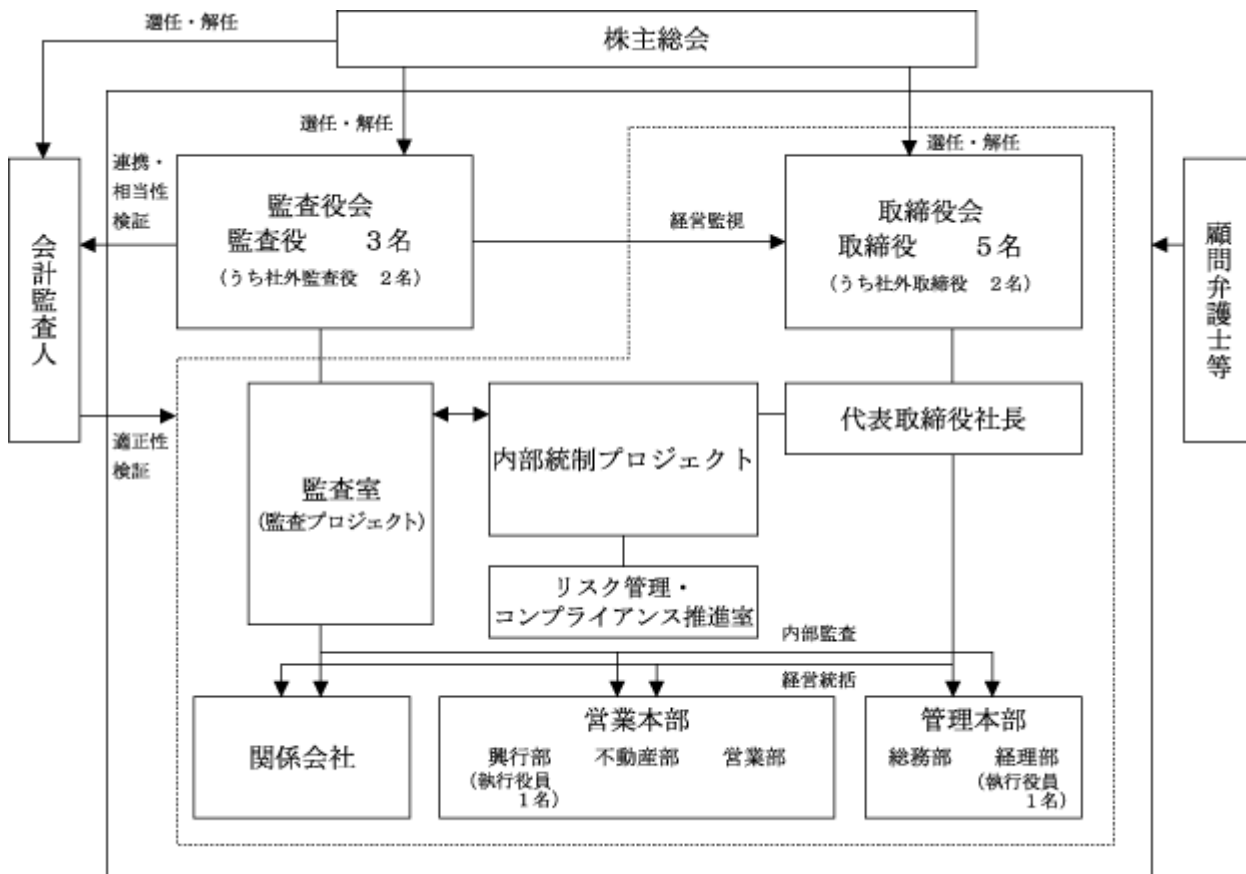 選任・解任
株主総会
選任・解任
選任・解任
連携・
相当性
検証
監査役会
監査役　　３名
（うち社外監査役　２名）
経営監視
取締役会
取締役　　５名
（うち社外取締役　２名）
会計監査人
顧問弁護士等
適正性
検証
監査室
（監査プロジェクト）
内部統制プロジェクト
代表取締役社長
リスク管理・
コンプライアンス推進室
内部監査
経営統括
関係会社
営業本部
興行部　不動産部　営業部
（執行役員
１名）
管理本部
総務部　経理部
（執行役員
１名）